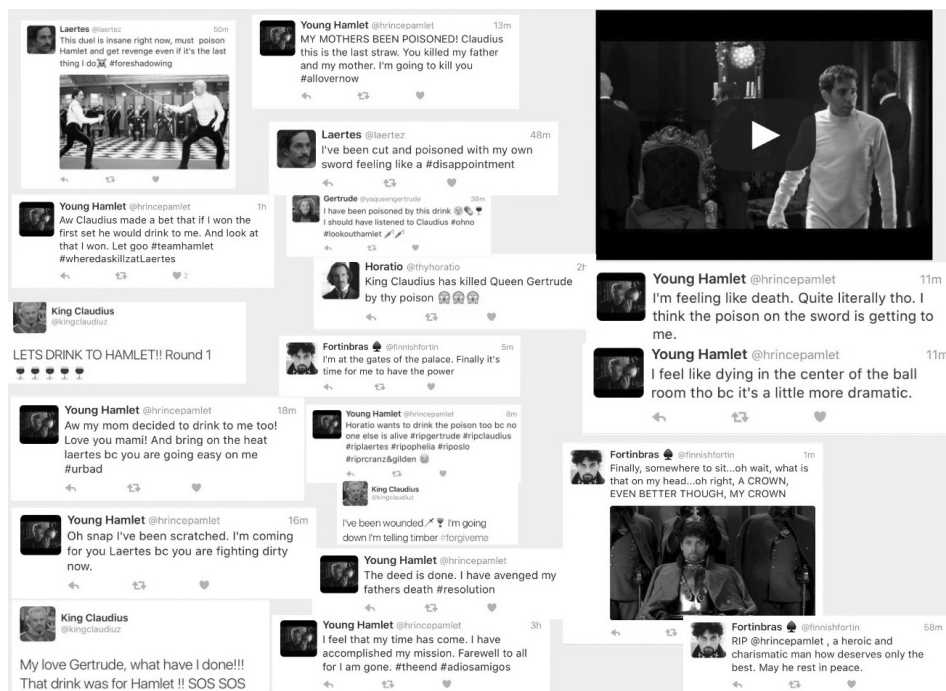 Laertes @laertez 50m
This duel is insane right now, must poison
Hamlet and get revenge even if it's the last
thing I do☠️ #foreshadowing
Young Hamlet @hrincepamlet 1h
Aw Claudius made a bet that if I won the
first set he would drink to me. And look at
that I won. Let goo #teamhamlet
#wheredaskillzatLaertes
2
King Claudius
@kingclaudiuz
LETS DRINK TO HAMLET!! Round 1
🍷🍷🍷🍷🍷
Young Hamlet @hrincepamlet 18m
Aw my mom decided to drink to me too!
Love you mami! And bring on the heat
laertes bc you are going easy on me
#urbad
Young Hamlet @hrincepamlet 16m
Oh snap I've been scratched. I'm coming
for you Laertes bc you are fighting dirty
now.
King Claudius
@kingclaudiuz
My love Gertrude, what have I done!!!
That drink was for Hamlet !! SOS SOS
Young Hamlet @hrincepamlet 13m
MY MOTHERS BEEN POISONED! Claudius
this is the last straw. You killed my father
and my mother. I'm going to kill you
#allovernow
Laertes @laertez 48m
I've been cut and poisoned with my own
sword feeling like a #disappointment
Gertrude @yaqueengertrude 38m
I have been poisoned by this drink
I should have listened to Claudius #ohno
#lookouthamlet
Horatio @thyhoratio 2h
King Claudius has killed Queen Gertrude
by thy poison 😱😱😱
Fortinbras ♠ @finnishfortin 5m
I'm at the gates of the palace. Finally it's
time for me to have the power
Young Hamlet @hrincepamlet 8m
Horatio wants to drink the poison too bc no
one else is alive #ripgertrude #ripclaudius
#riplaertes #ripophelia #riposlo
#riprcranz&gilden
King Claudius
@kingclaudiuz
I've been wounded🗡🍷 I'm going
down I'm telling timber #forgiveme
Young Hamlet @hrincepamlet
The deed is done. I have avenged my
fathers death #resolution
Young Hamlet @hrincepamlet 3h
I feel that my time has come. I have
accomplished my mission. Farewell to all
for I am gone. #theend #adiosamigos
Young Hamlet @hrincepamlet 11m
I'm feeling like death. Quite literally tho. I
think the poison on the sword is getting to
me.
Young Hamlet @hrincepamlet 11m
I feel like dying in the center of the ball
room tho bc it's a little more dramatic.
Fortinbras ♠ @finnishfortin 1m
Finally, somewhere to sit...oh wait, what is
that on my head...oh right, A CROWN,
EVEN BETTER THOUGH, MY CROWN
Fortinbras ♠ @finnishfortin 58m
RIP @hrincepamlet , a heroic and
charismatic man how deserves only the
best. May he rest in peace.